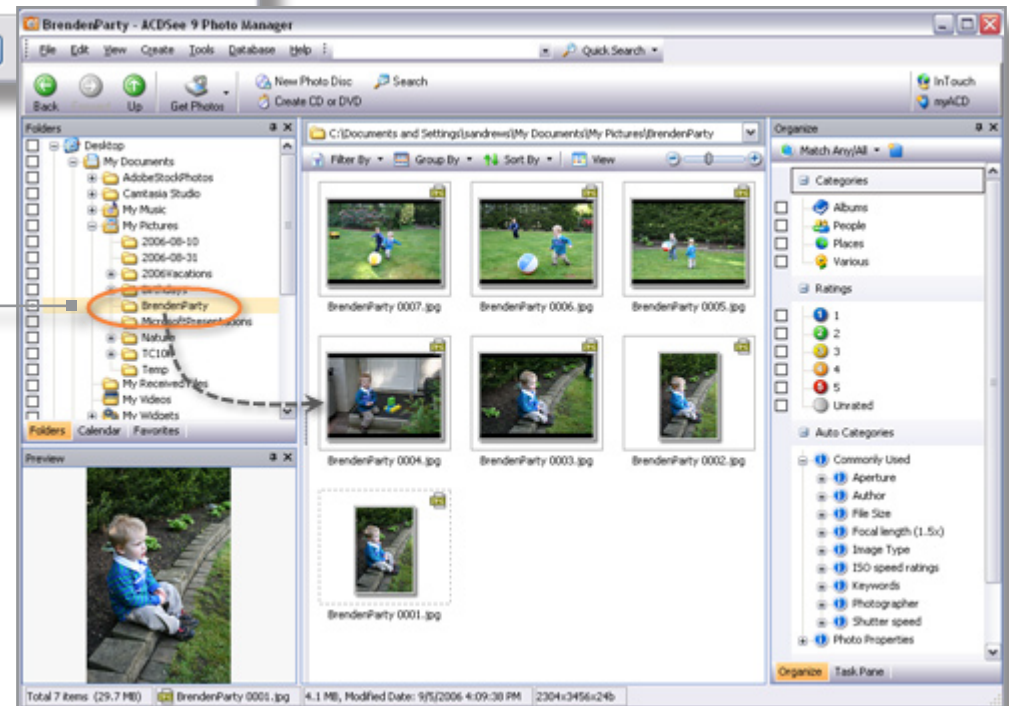 BrendenParty - ACDSee 9 Photo Manager
File Edit View Create Tools Database Help
Quick Search
Back Forward Up Get Photos
New Photo Disc Search
Create CD or DVD
InTouch
myACD
Folders
Desktop
My Documents
AdobeStockPhotos
Camtasia Studio
My Music
My Pictures
2006-08-10
2006-08-31
2006Vacations
Birthdays
BrendenParty
MicrosoftPresentations
Nature
TC10
Temp
My Received Files
My Videos
My Widgets
Folders Calendar Favorites
Preview
C:\Documents and Settings\sandrews\My Documents\My Pictures\BrendenParty
Filter By Group By Sort By View
0
BrendenParty 0007.jpg BrendenParty 0006.jpg BrendenParty 0005.jpg
BrendenParty 0004.jpg BrendenParty 0003.jpg BrendenParty 0002.jpg
BrendenParty 0001.jpg
Organize
Match Any/All
Categories
Albums
People
Places
Various
Ratings
1
2
3
4
5
Unrated
Auto Categories
Commonly Used
Aperture
Author
File Size
Focal length (1.5x)
Image Type
ISO speed ratings
Keywords
Photographer
Shutter speed
Photo Properties
Organize Task Pane
Total 7 items (29.7 MB) BrendenParty 0001.jpg 4.1 MB, Modified Date: 9/5/2006 4:09:38 PM 2304x3456x24b